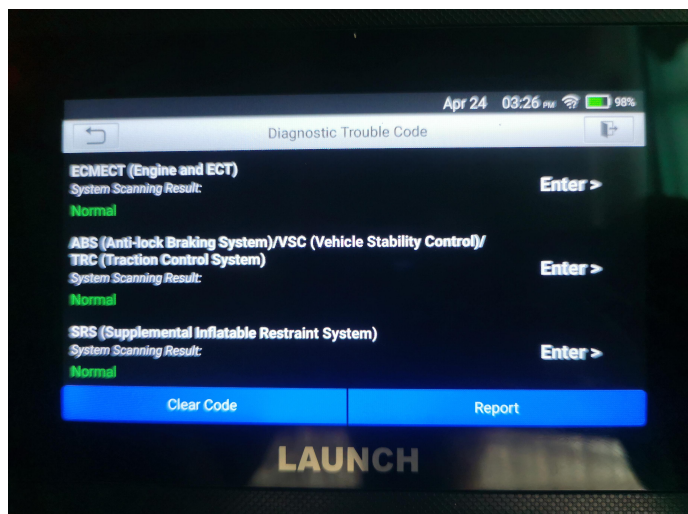 Apr 24 03:26 PM 98%
Diagnostic Trouble Code
ECMECT (Engine and ECT)
System Scanning Result:
Enter >
Normal
ABS (Anti-lock Braking System)/VSC (Vehicle Stability Control)/
TRC (Traction Control System)
Enter >
System Scanning Result:
Normal
SRS (Supplemental Inflatable Restraint System)
System Scanning Result:
Enter >
Normal
Clear Code Report
LAUNCH